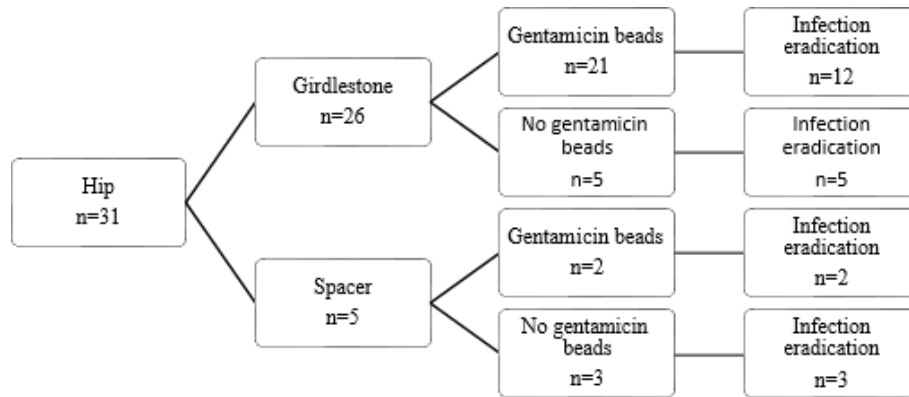 Hip
n=31
Girdlestone
n=26
Spacer
n=5
Gentamicin beads
n=21
Infection
eradication
n=12
No gentamicin
beads
n=5
Infection
eradication
n=5
Gentamicin beads
n=2
Infection
eradication
n=2
No gentamicin
beads
n=3
Infection
eradication
n=3